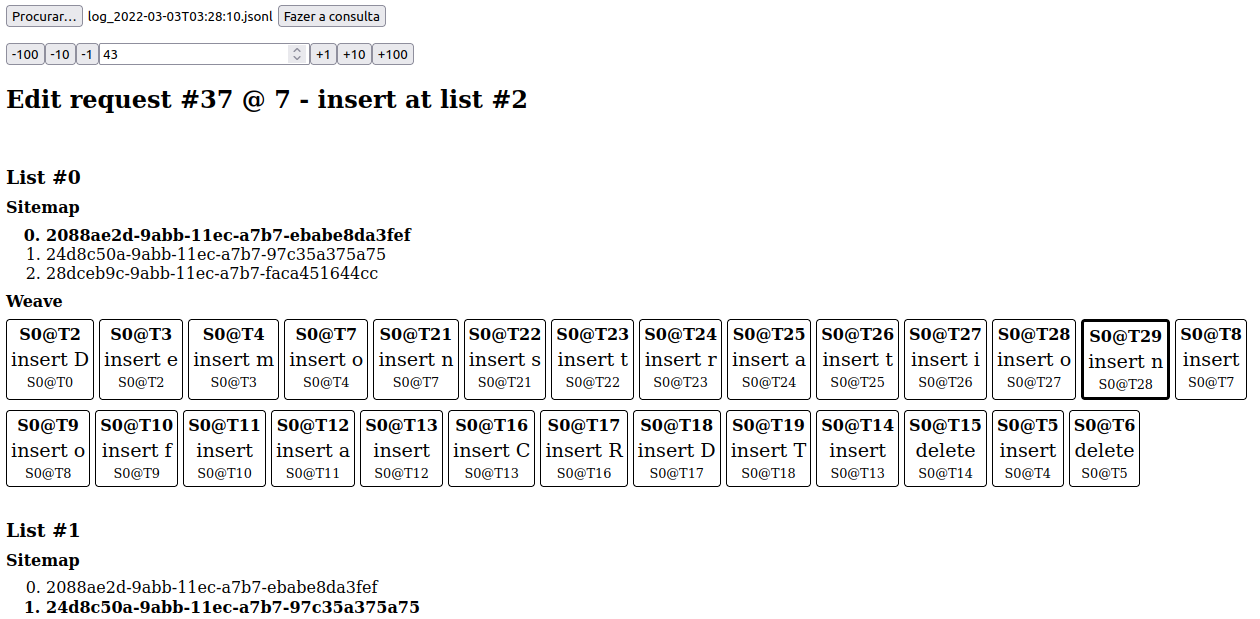 Procurar... log_2022-03-03T03:28:10.jsonl Fazer a consulta
-100 -10 -1 43 +1 +10 +100
Edit request #37 @ 7 - insert at list #2
List #0
Sitemap
0. 2088ae2d-9abb-11ec-a7b7-ebabe8da3fef
1. 24d8c50a-9abb-11ec-a7b7-97c35a375a75
2. 28dceb9c-9abb-11ec-a7b7-faca451644cc
Weave
S0@T2 S0@T3 S0@T4 S0@T7 S0@T21 S0@T22 S0@T23 S0@T24 S0@T25 S0@T26 S0@T27 S0@T28 S0@T29 S0@T8
insert D insert e insert m insert o insert n insert s insert t insert r insert a insert t insert i insert o insert n insert
S0@T0 S0@T2 S0@T3 S0@T4 S0@T7 S0@T21 S0@T22 S0@T23 S0@T24 S0@T25 S0@T26 S0@T27 S0@T28 S0@T7
S0@T9 S0@T10 S0@T11 S0@T12 S0@T13 S0@T16 S0@T17 S0@T18 S0@T19 S0@T14 S0@T15 S0@T5 S0@T6
insert o insert f insert insert a insert insert C insert R insert D insert T insert delete insert delete
S0@T8 S0@T9 S0@T10 S0@T11 S0@T12 S0@T13 S0@T16 S0@T17 S0@T18 S0@T13 S0@T14 S0@T4 S0@T5
List #1
Sitemap
0. 2088ae2d-9abb-11ec-a7b7-ebabe8da3fef
1. 24d8c50a-9abb-11ec-a7b7-97c35a375a75